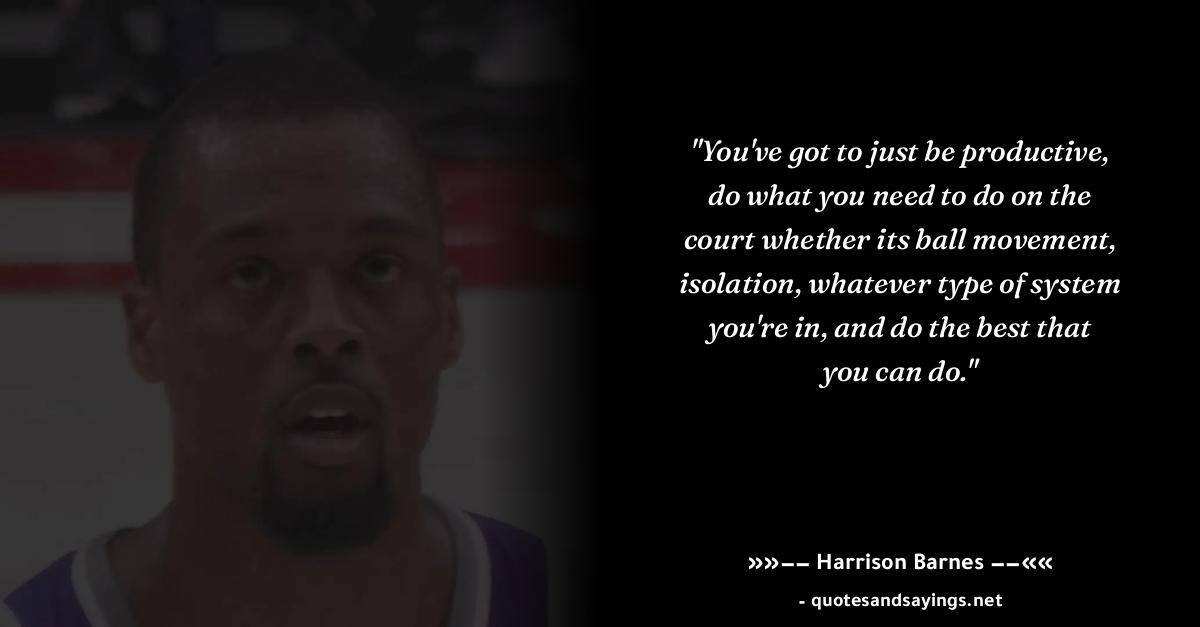 "You've got to just be productive,
do what you need to do on the
court whether its ball movement,
isolation, whatever type of system
you're in, and do the best that
you can do."
»»−− Harrison Barnes −−««
- quotesandsayings.net